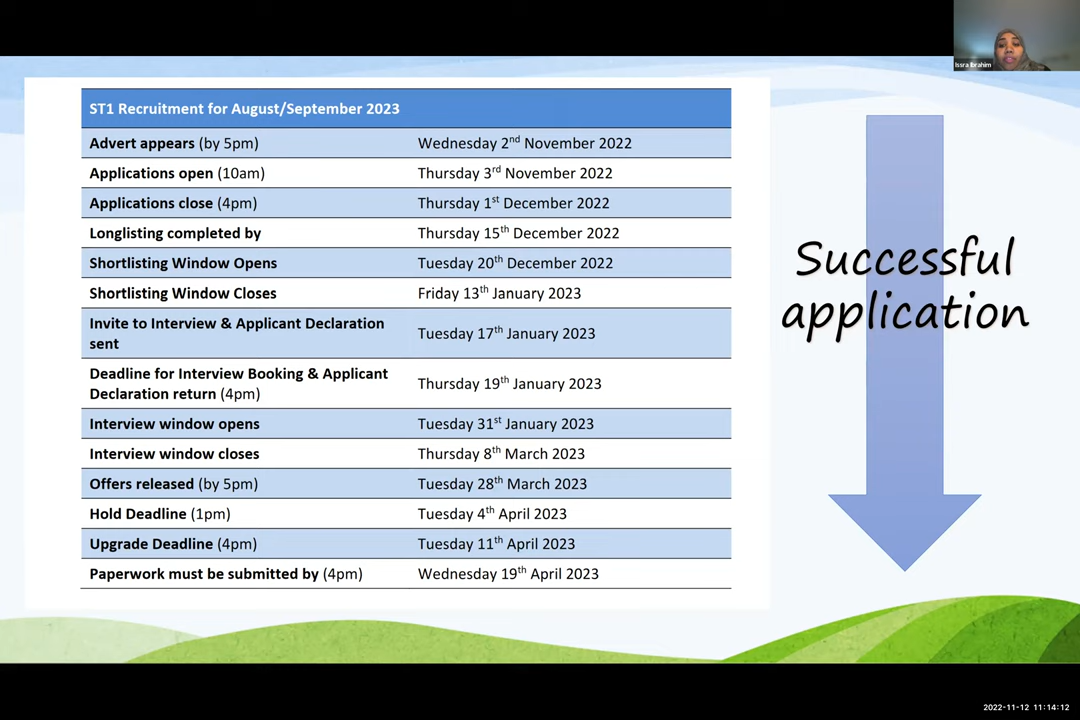 Issra Ibrahim
ST1 Recruitment for August/September 2023
Advert appears (by 5pm) Wednesday 2nd November 2022
Applications open (10am) Thursday 3rd November 2022
Applications close (4pm) Thursday 1st December 2022
Longlisting completed by Thursday 15th December 2022
Shortlisting Window Opens Tuesday 20th December 2022
Shortlisting Window Closes Friday 13th January 2023
Invite to Interview & Applicant Declaration
sent Tuesday 17th January 2023
Deadline for Interview Booking & Applicant
Declaration return (4pm) Thursday 19th January 2023
Interview window opens Tuesday 31st January 2023
Interview window closes Thursday 8th March 2023
Offers released (by 5pm) Tuesday 28th March 2023
Hold Deadline (1pm) Tuesday 4th April 2023
Upgrade Deadline (4pm) Tuesday 11th April 2023
Paperwork must be submitted by (4pm) Wednesday 19th April 2023
Successful
application
2022-11-12 11:14:12